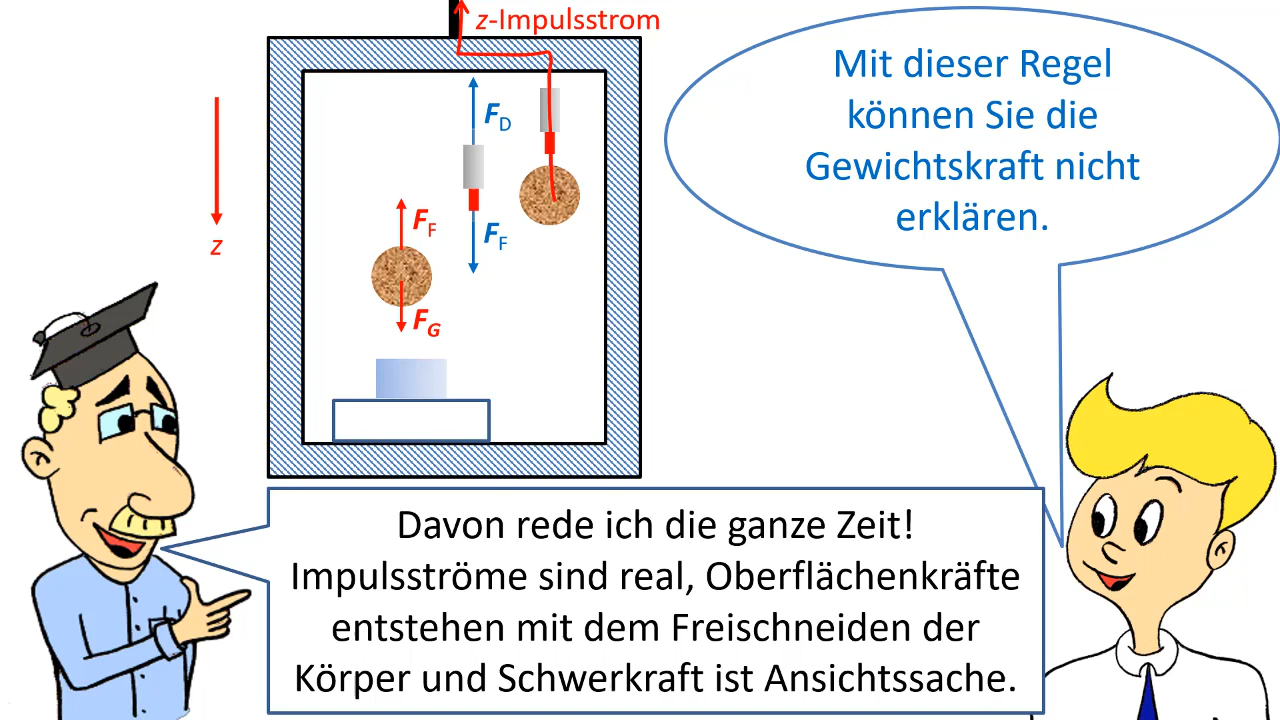 z-Impulsstrom
Mit dieser Regel
können Sie die
Gewichtskraft nicht
erklären.
F_D
F_F
F_F
F_G
z
Davon rede ich die ganze Zeit!
Impulsströme sind real, Oberflächenkräfte
entstehen mit dem Freischneiden der
Körper und Schwerkraft ist Ansichtssache.